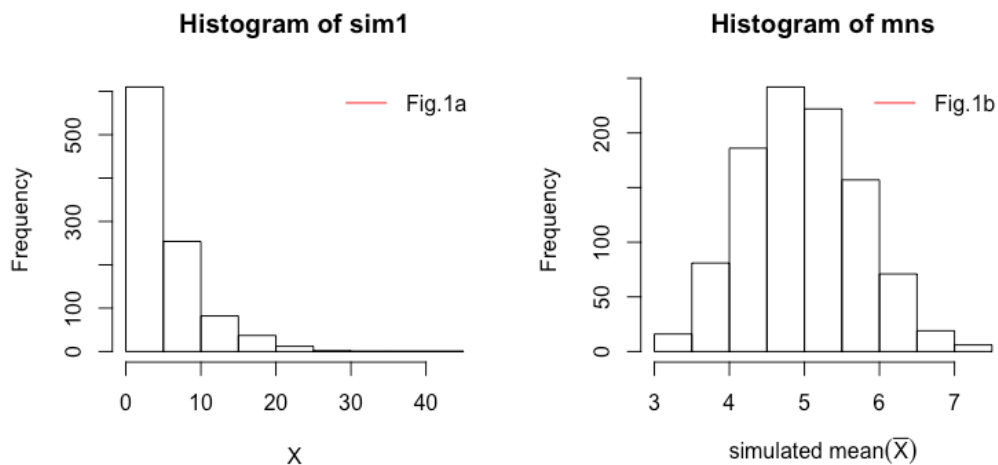 Histogram of sim1
Fig.1a
Frequency
0
100
300
500
0 10 20 30 40
X
Histogram of mns
Fig.1b
Frequency
0
50
100
200
3 4 5 6 7
simulated mean(X̅)